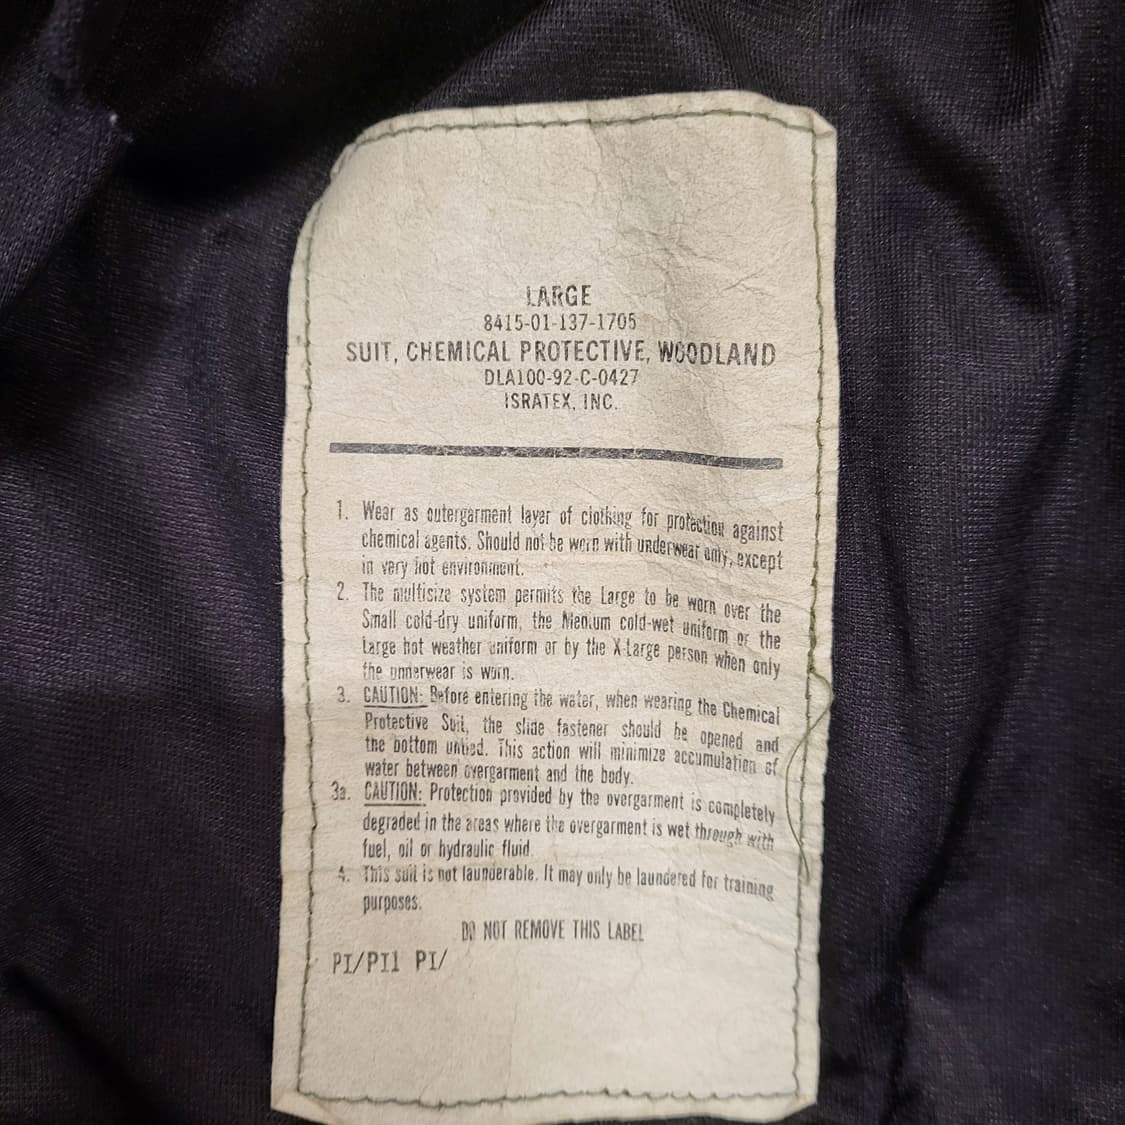 LARGE
8415-01-137-1705
SUIT, CHEMICAL PROTECTIVE, WOODLAND
DLA100-92-C-0427
ISRATEX, INC.
1. Wear as outergarment layer of clothing for protection against
chemical agents. Should not be worn with underwear only, except
in very hot environment.
2. The multisize system permits the Large to be worn over the
Small cold-dry uniform, the Medium cold-wet uniform or the
Large hot weather uniform or by the X-Large person when only
the underwear is worn.
3. CAUTION: Before entering the water, when wearing the Chemical
Protective Suit, the slide fastener should be opened and
the bottom untied. This action will minimize accumulation of
water between overgarment and the body.
3a. CAUTION: Protection provided by the overgarment is completely
degraded in the areas where the overgarment is wet through with
fuel, oil or hydraulic fluid.
4. This suit is not launderable. It may only be laundered for training
purposes.
DO NOT REMOVE THIS LABEL
PI/PI1 PI/